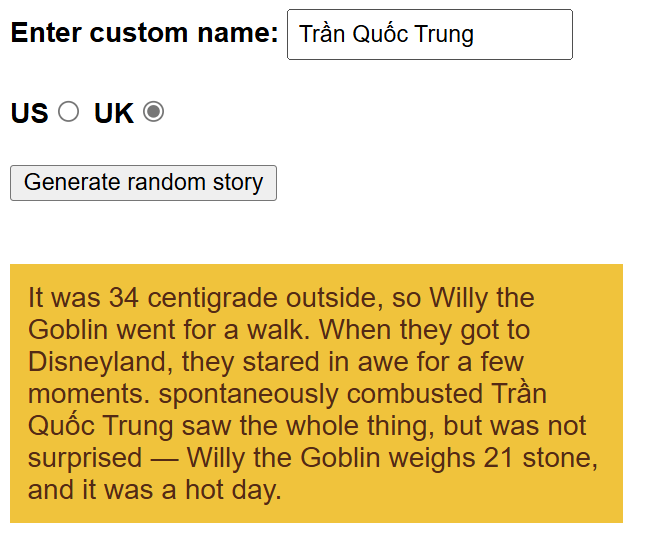 Enter custom name: Trần Quốc Trung
US UK
Generate random story
It was 34 centigrade outside, so Willy the
Goblin went for a walk. When they got to
Disneyland, they stared in awe for a few
moments. spontaneously combusted Trần
Quốc Trung saw the whole thing, but was not
surprised — Willy the Goblin weighs 21 stone,
and it was a hot day.